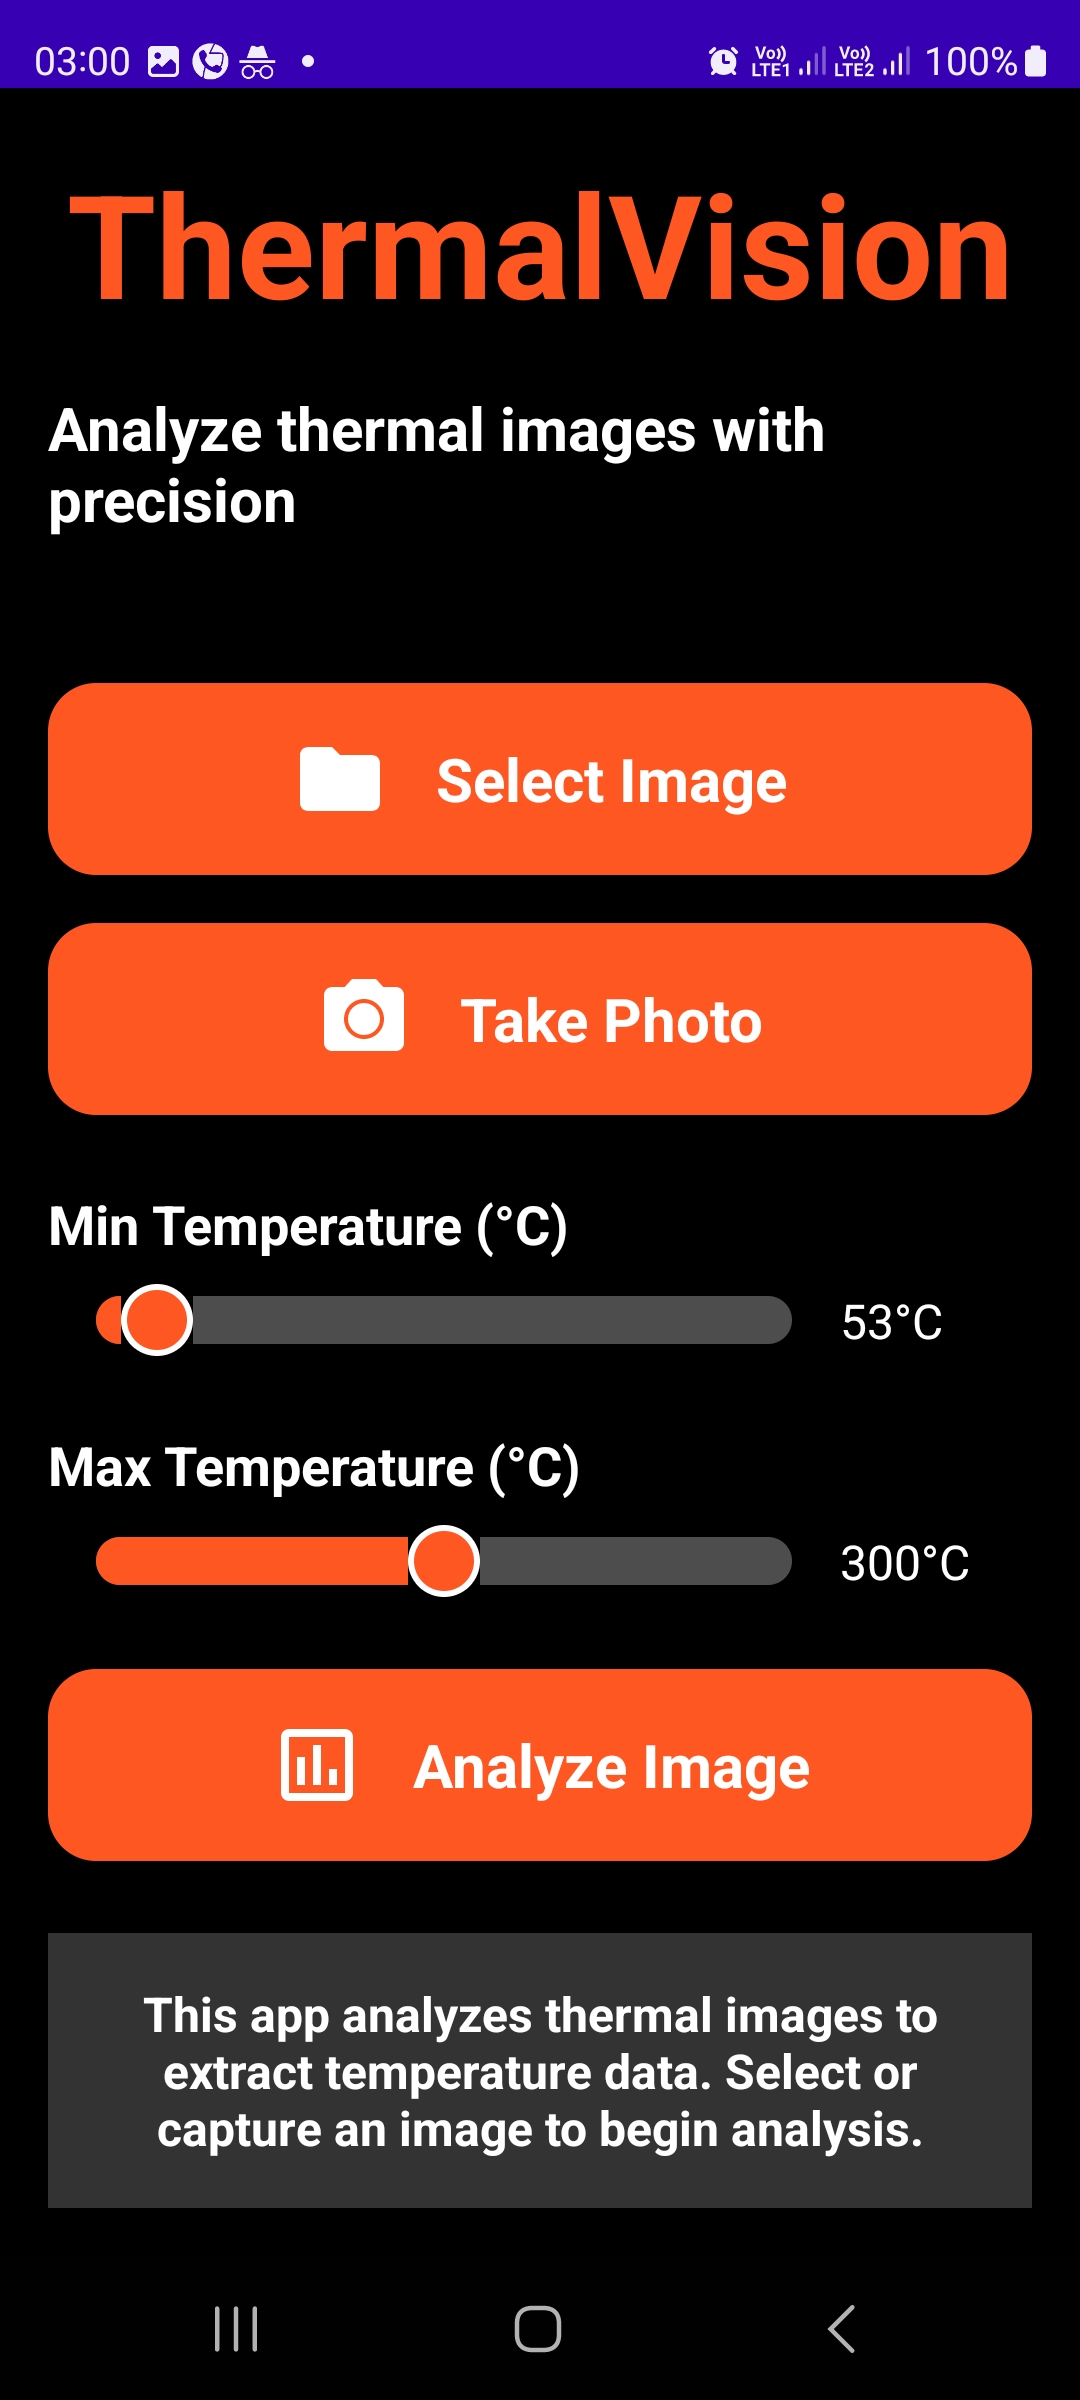 03:00
Vo)) LTE1 Vo)) LTE2 100%
ThermalVision
Analyze thermal images with
precision
Select Image
Take Photo
Min Temperature (°C)
53°C
Max Temperature (°C)
300°C
Analyze Image
This app analyzes thermal images to
extract temperature data. Select or
capture an image to begin analysis.